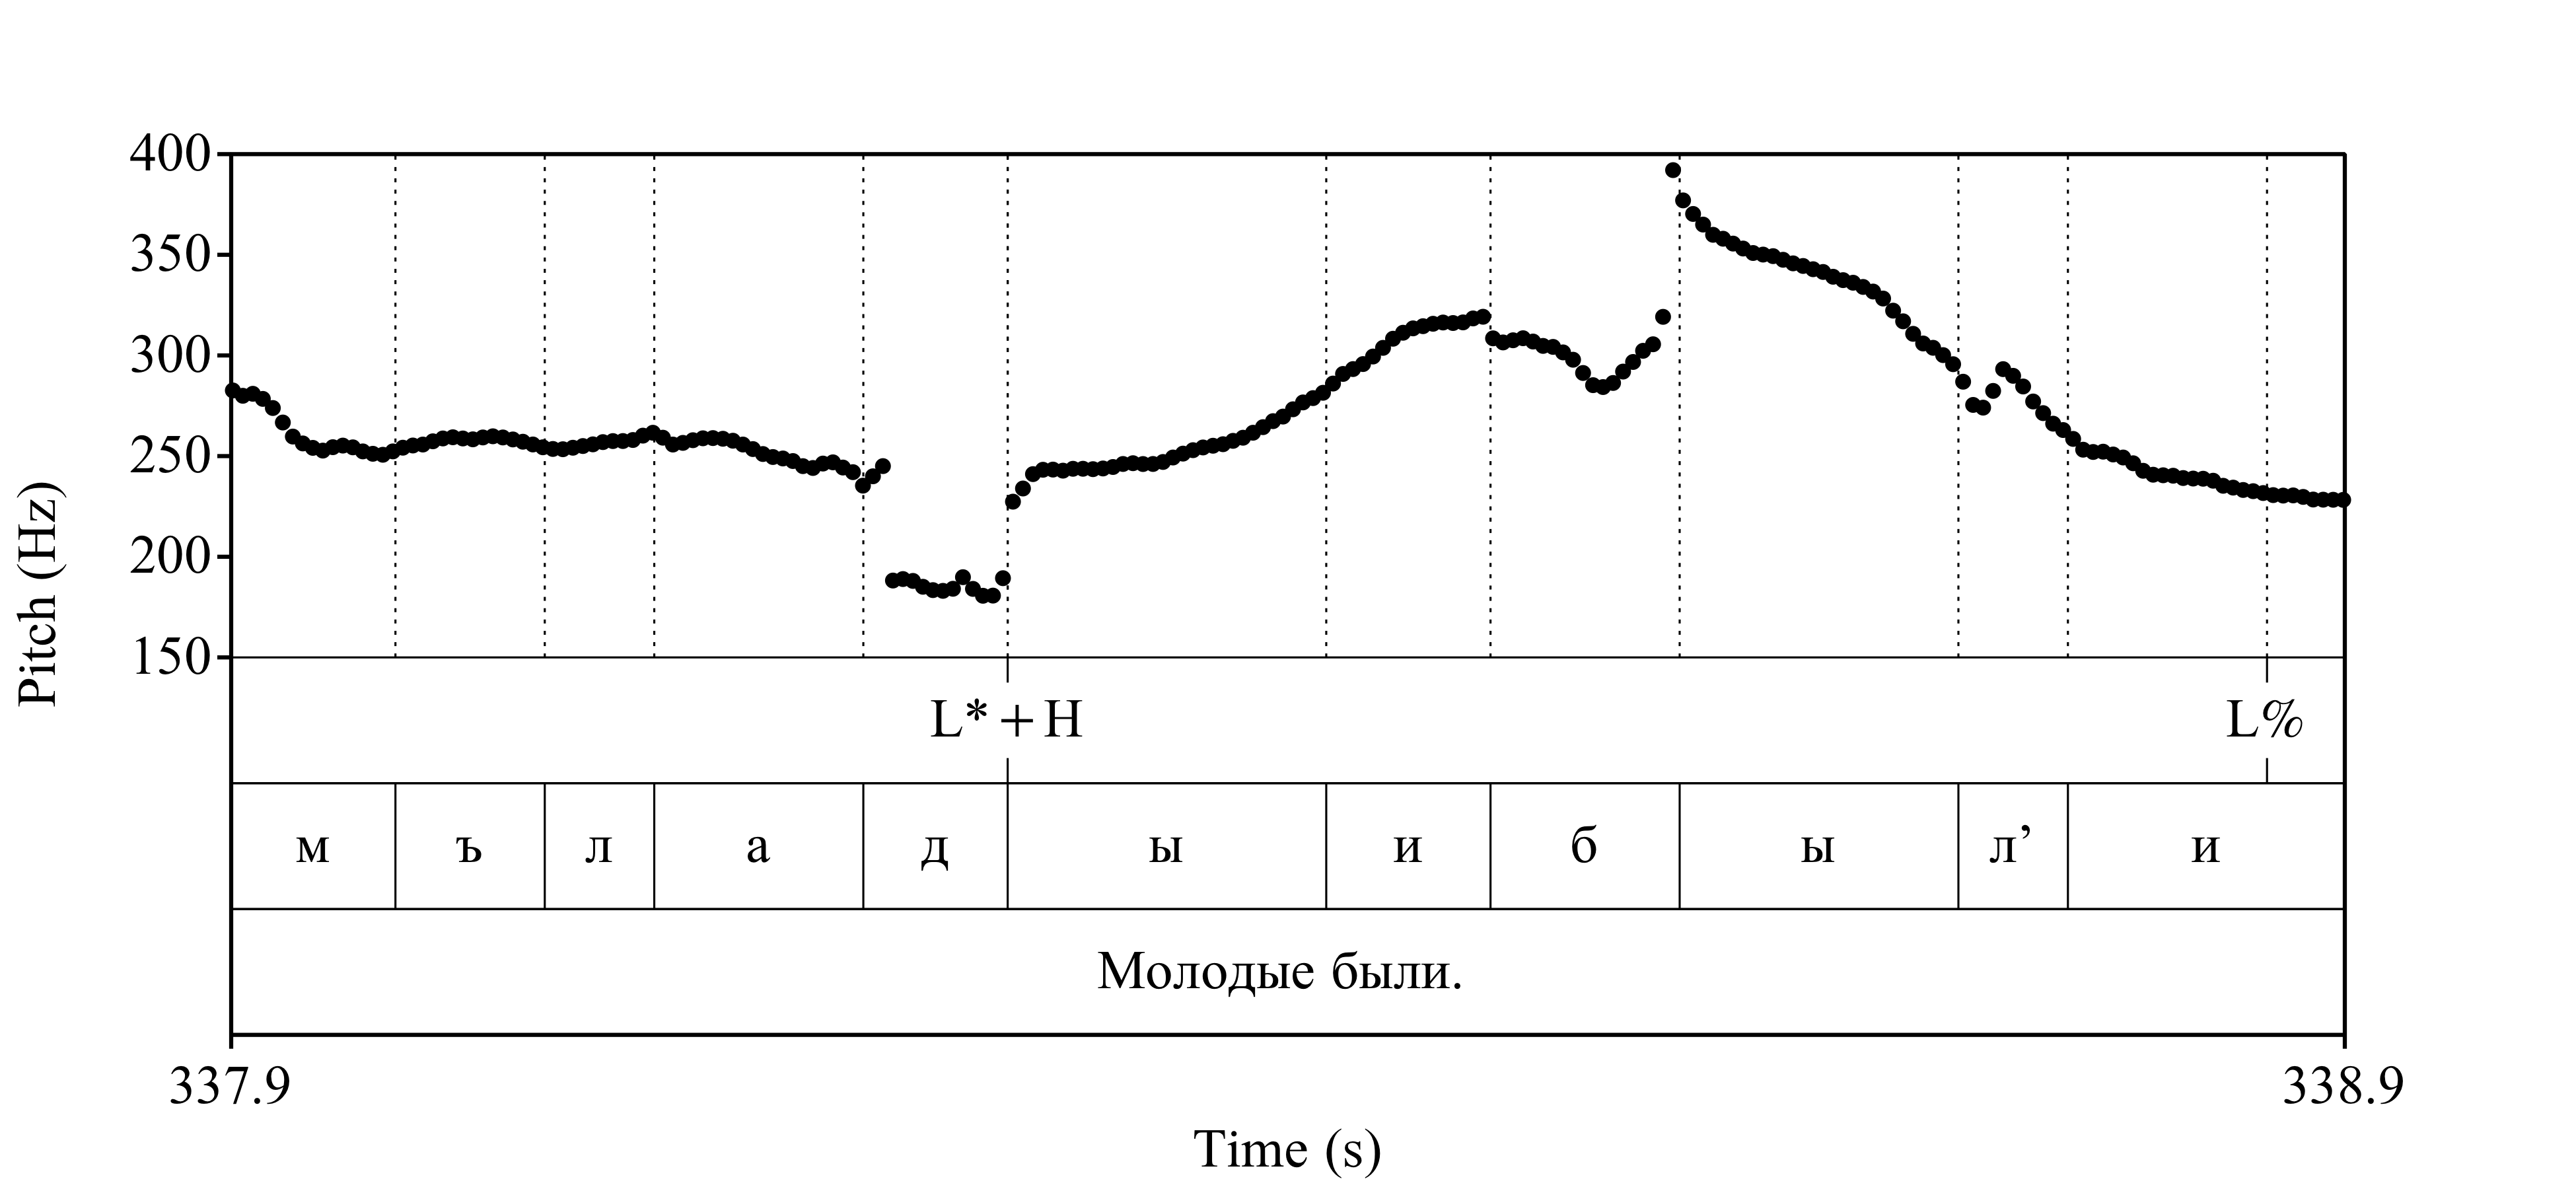 400
350
300
250
200
150
Pitch (Hz)
L*+H L%
м ъ л а д ы и б ы л’ и
Молодые были.
337.9 338.9
Time (s)